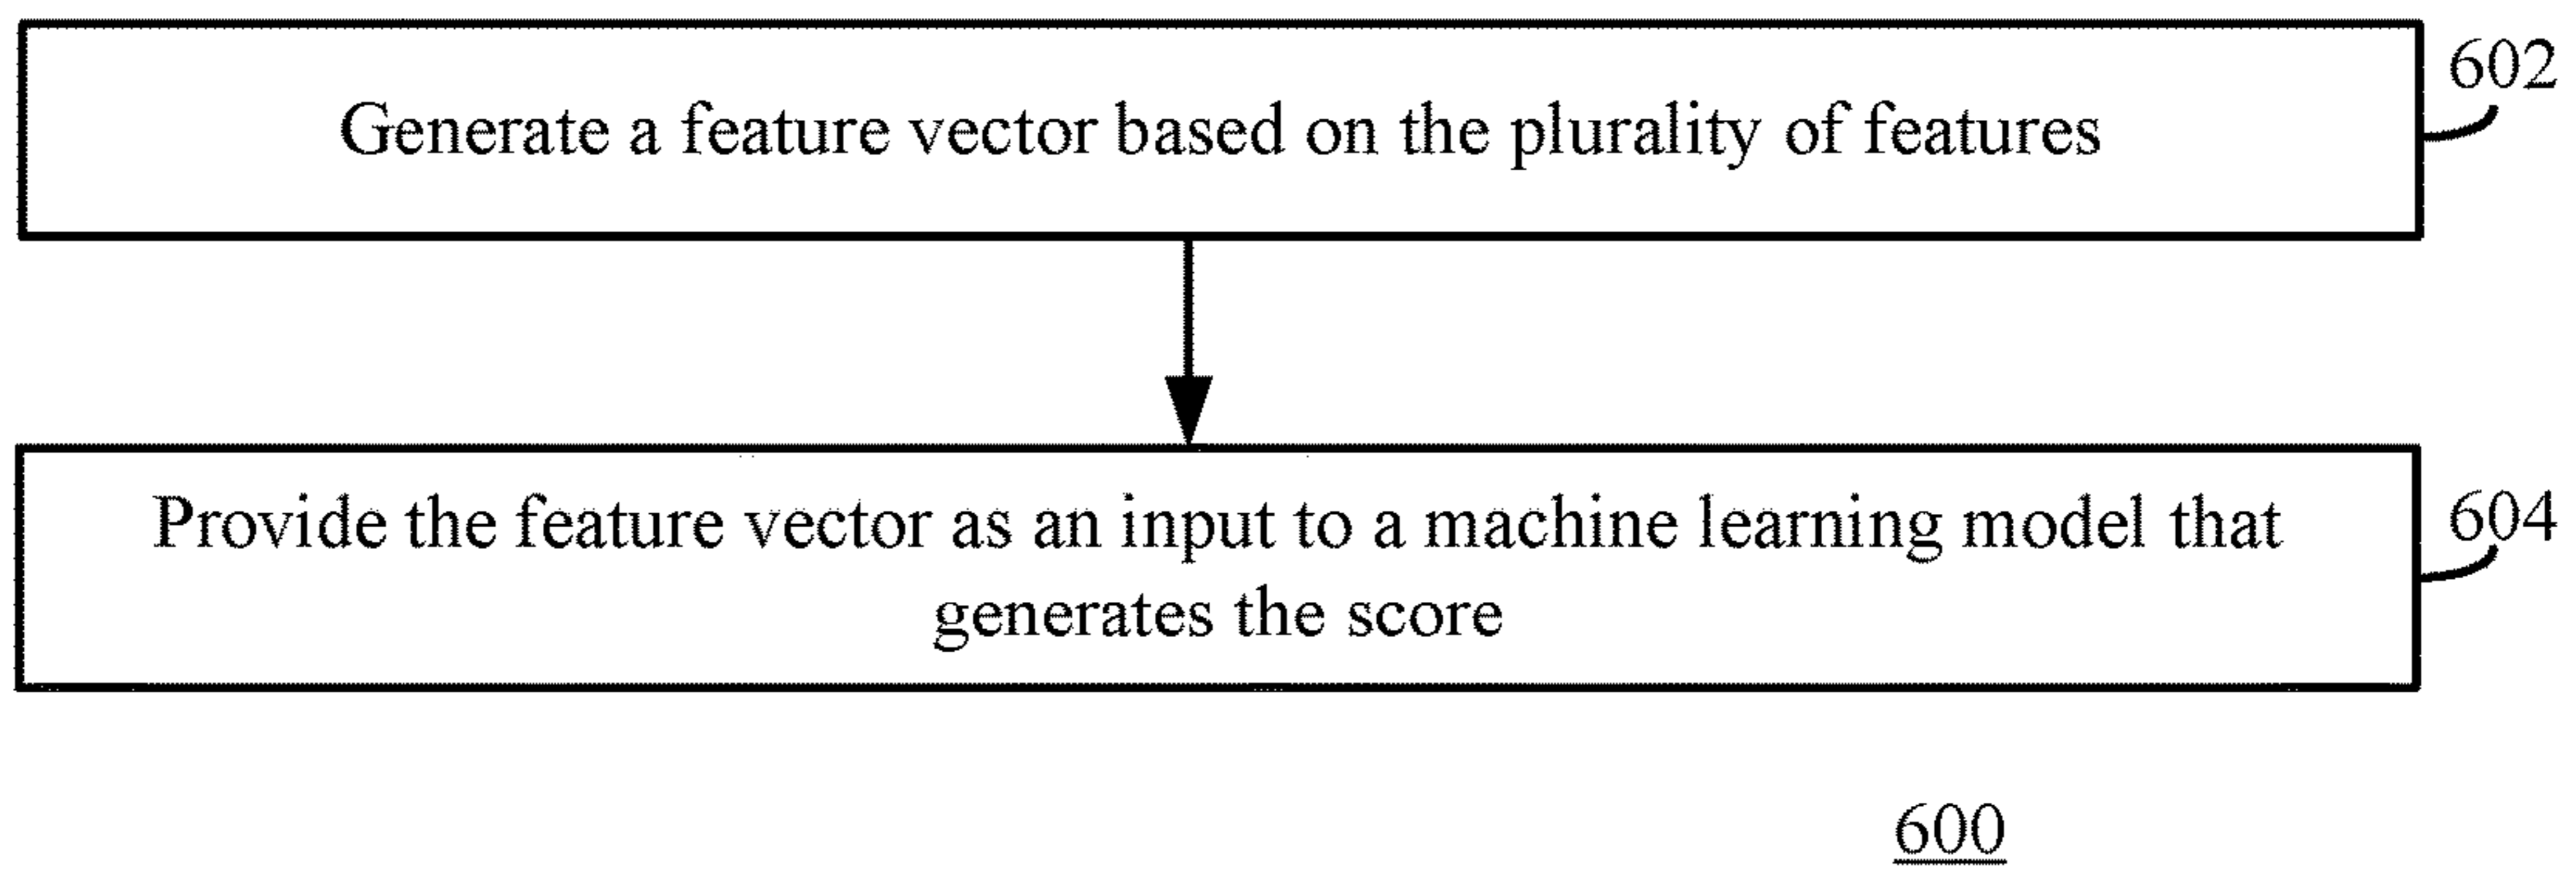 602
Generate a feature vector based on the plurality of features
604
Provide the feature vector as an input to a machine learning model that
generates the score
600